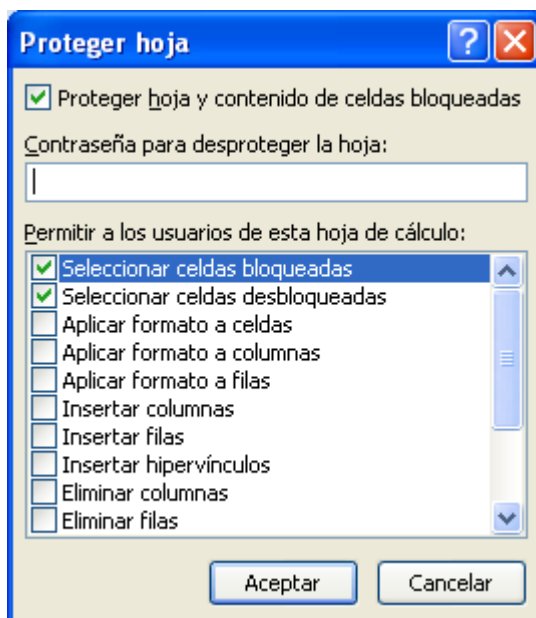 Proteger hoja
Proteger hoja y contenido de celdas bloqueadas
Contraseña para desproteger la hoja:
Permitir a los usuarios de esta hoja de cálculo:
Seleccionar celdas bloqueadas
Seleccionar celdas desbloqueadas
Aplicar formato a celdas
Aplicar formato a columnas
Aplicar formato a filas
Insertar columnas
Insertar filas
Insertar hipervínculos
Eliminar columnas
Eliminar filas
Aceptar Cancelar